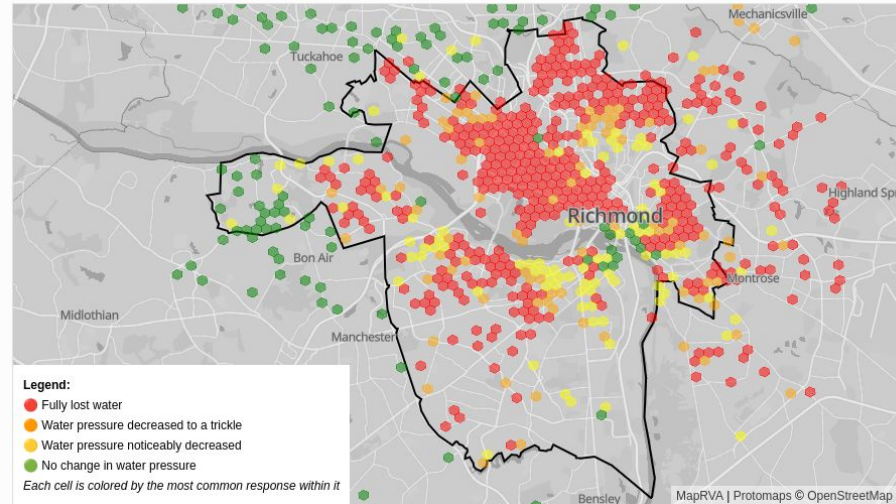 Mechanicsville
Tuckahoe
Highland Spr
Richmond
Bon Air
Montrose
Midlothian
Manchester
Legend:
Fully lost water
Water pressure decreased to a trickle
Water pressure noticeably decreased
No change in water pressure
Each cell is colored by the most common response within it
Bensley
MapRVA | Protomaps © OpenStreetMap